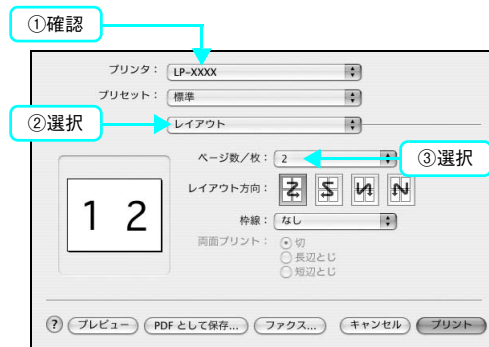 ①確認
プリンタ： LP-XXXX
プリセット： 標準
②選択
レイアウト
ページ数／枚： 2
③選択
レイアウト方向：
1 2
枠線： なし
両面プリント： 切
長辺とじ
短辺とじ
? プレビュー PDF として保存... ファクス... キャンセル プリント